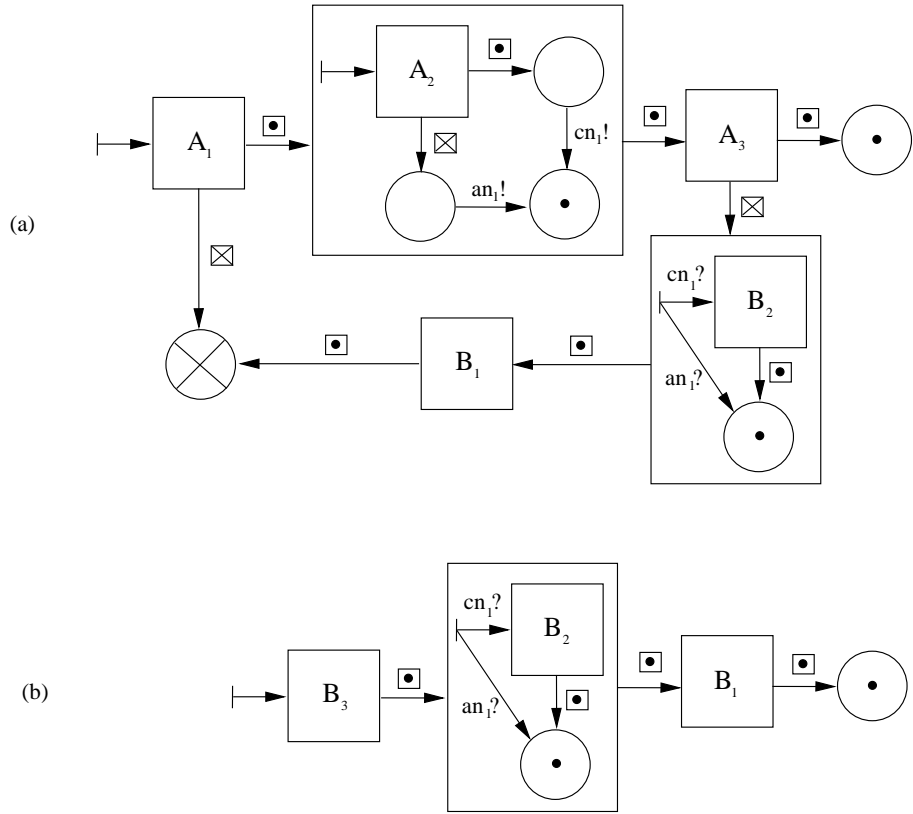 A₂
cn₁!
A₁
A₃
an₁!
(a)
cn₁?
B₂
B₁
an₁?
cn₁?
B₂
B₃
B₁
(b)
an₁?